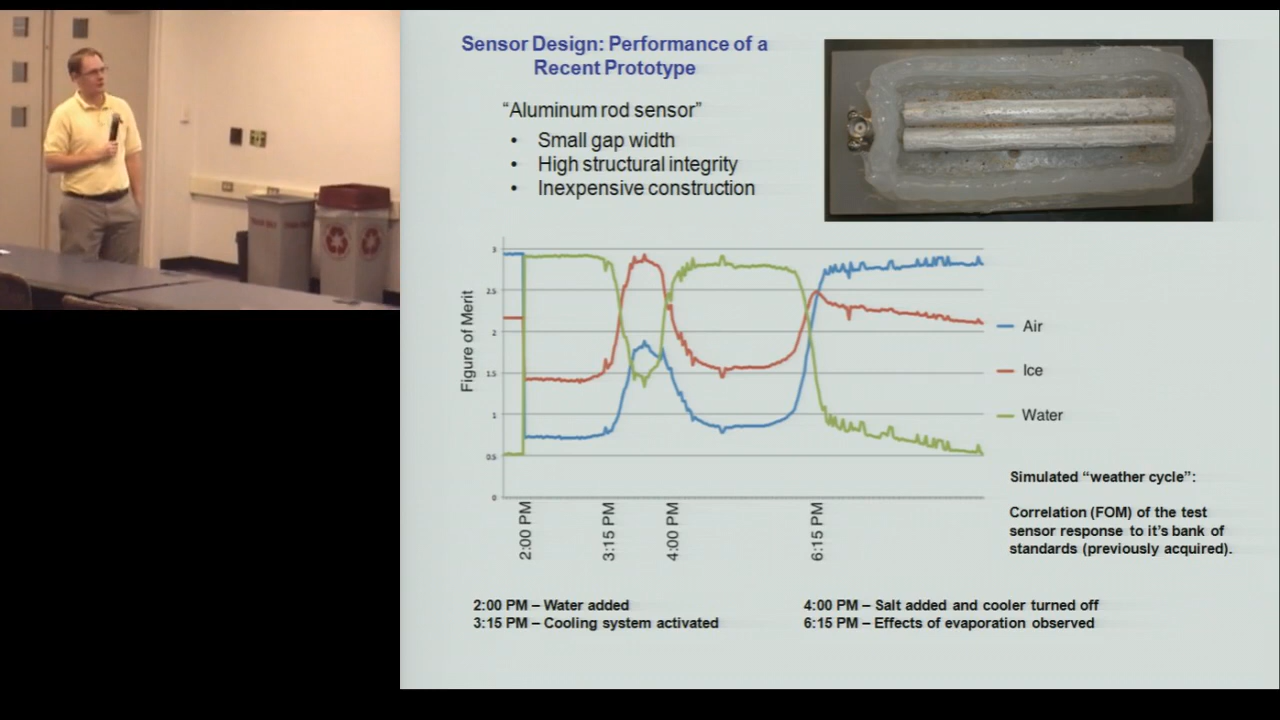 Sensor Design: Performance of a
Recent Prototype
“Aluminum rod sensor”
• Small gap width
• High structural integrity
• Inexpensive construction
Figure of Merit
3
2.5
2
1.5
1
0.5
0
2:00 PM
3:15 PM
4:00 PM
6:15 PM
Air
Ice
Water
Simulated “weather cycle”:
Correlation (FOM) of the test
sensor response to it’s bank of
standards (previously acquired).
2:00 PM – Water added
3:15 PM – Cooling system activated
4:00 PM – Salt added and cooler turned off
6:15 PM – Effects of evaporation observed